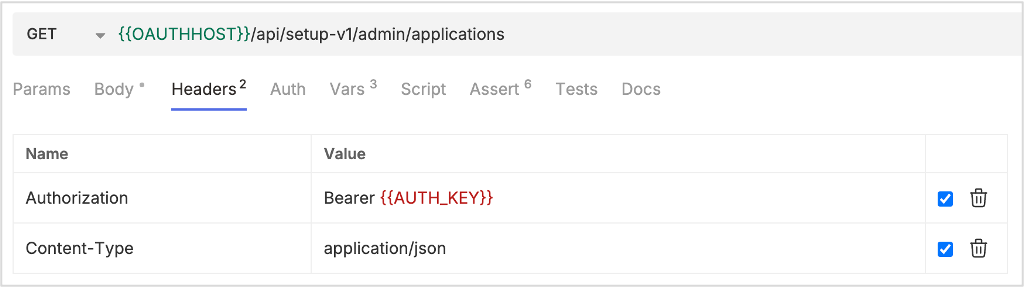 GET {{OAUTHHOST}}/api/setup-v1/admin/applications
Params Body • Headers 2 Auth Vars 3 Script Assert 6 Tests Docs
Name Value
Authorization Bearer {{AUTH_KEY}}
Content-Type application/json